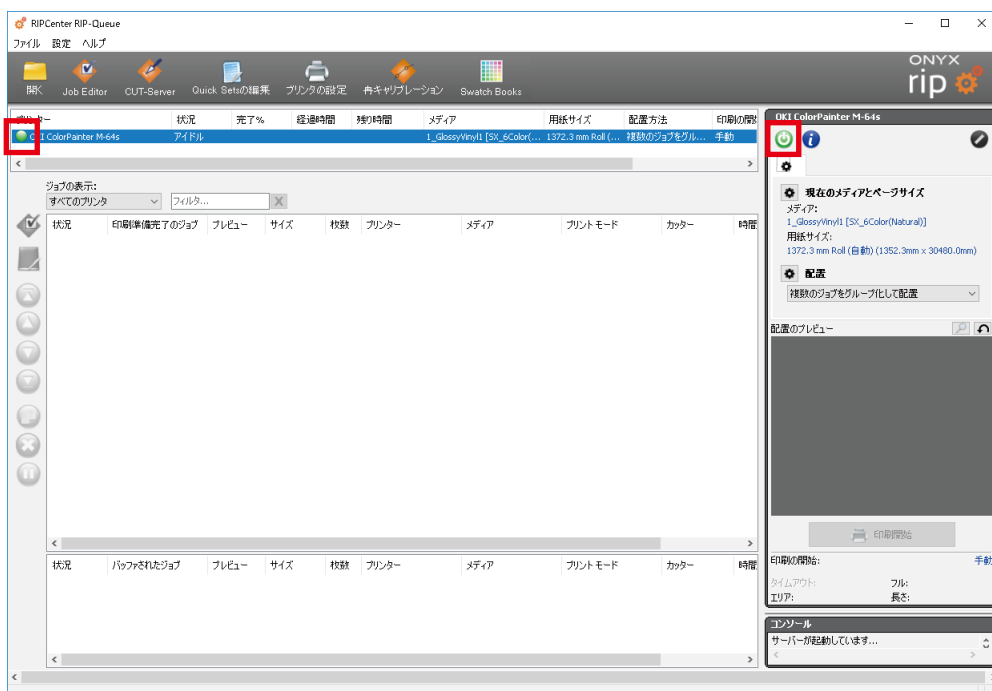 RIPCenter RIP-Queue
ファイル 設定 ヘルプ
開く Job Editor CUT-Server Quick Setsの編集 プリンタの設定 再キャリブレーション Swatch Books
ONYX
rip
プリンター 状況 完了% 経過時間 残り時間 メディア 用紙サイズ 配置方法 印刷の開始
OKI ColorPainter M-64s アイドル 1_GlossyVinyl1 [SX_6Color(... 1372.3 mm Roll (... 複数のジョブをグル... 手動
ジョブの表示:
すべてのプリンタ フィルタ... X
状況 印刷準備完了のジョブ プレビュー サイズ 枚数 プリンター メディア プリントモード カッター 時間
状況 バッファされたジョブ プレビュー サイズ 枚数 プリンター メディア プリントモード カッター 時間
OKI ColorPainter M-64s
現在のメディアとページサイズ
メディア:
1_GlossyVinyl1 [SX_6Color(Natural)]
用紙サイズ:
1372.3 mm Roll (自動) (1352.3mm x 30480.0mm)
配置
複数のジョブをグループ化して配置
配置のプレビュー
印刷開始
印刷の開始: 手動
タイムアウト: フル:
エリア: 長さ:
コンソール
サーバーが起動しています...